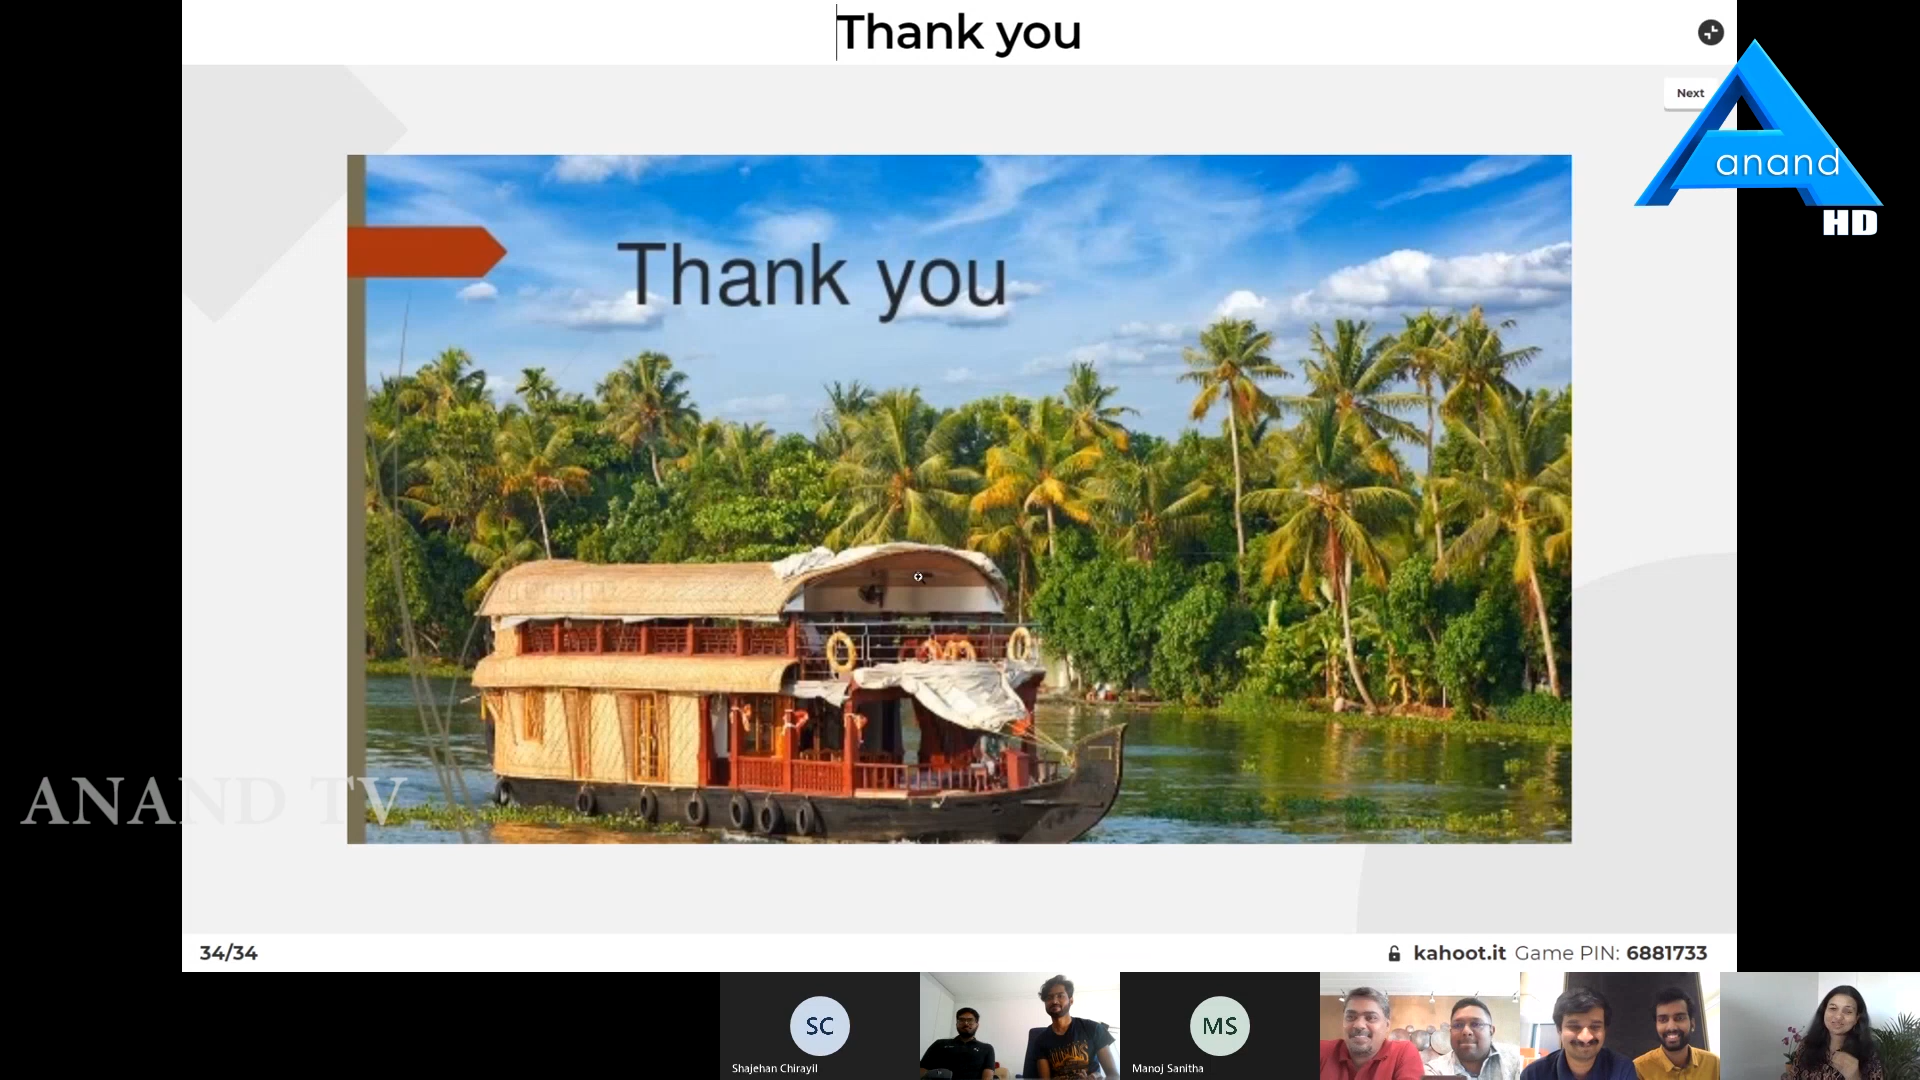 Thank you
Next
anand
HD
Thank you
ANAND TV
34/34
kahoot.it Game PIN: 6881733
SC
Shajehan Chirayil
MS
Manoj Sanitha